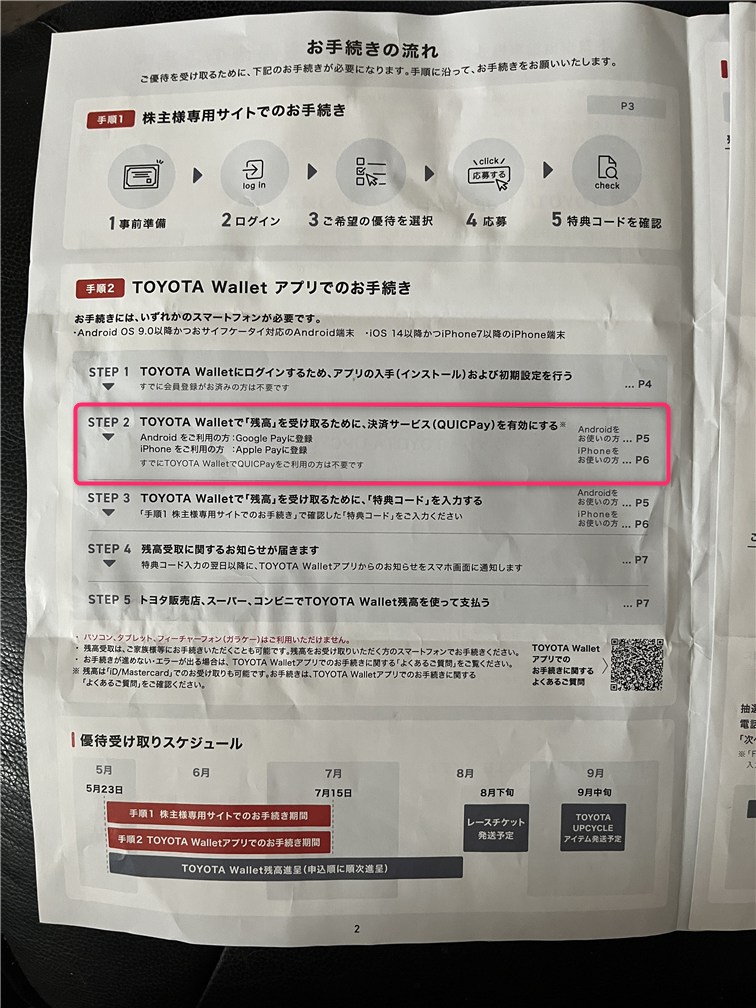 お手続きの流れ
ご優待を受け取るために、下記のお手続きが必要になります。手順に沿って、お手続きをお願いいたします。
手順1 株主様専用サイトでのお手続き P3
log in
click
応募する
check
1 事前準備 2 ログイン 3 ご希望の優待を選択 4 応募 5 特典コードを確認
手順2 TOYOTA Wallet アプリでのお手続き
お手続きには、いずれかのスマートフォンが必要です。
・Android OS 9.0以降かつおサイフケータイ対応のAndroid端末 ・iOS 14以降かつiPhone7以降のiPhone端末
STEP 1 TOYOTA Walletにログインするため、アプリの入手(インストール)および初期設定を行う
すでに会員登録がお済みの方は不要です ... P4
STEP 2 TOYOTA Walletで「残高」を受け取るために、決済サービス(QUICPay)を有効にする※
Android をご利用の方:Google Payに登録
iPhone をご利用の方 :Apple Payに登録
すでにTOYOTA WalletでQUICPayをご利用の方は不要です
Androidを
お使いの方 ... P5
iPhoneを
お使いの方 ... P6
STEP 3 TOYOTA Walletで「残高」を受け取るために、「特典コード」を入力する
「手順1 株主様専用サイトでのお手続き」で確認した「特典コード」をご入力ください
Androidを
お使いの方 ... P5
iPhoneを
お使いの方 ... P6
STEP 4 残高受取に関するお知らせが届きます
特典コード入力の翌日以降に、TOYOTA Walletアプリからのお知らせをスマホ画面に通知します ... P7
STEP 5 トヨタ販売店、スーパー、コンビニでTOYOTA Wallet残高を使って支払う ... P7
・ パソコン、タブレット、フィーチャーフォン(ガラケー)はご利用いただけません。
・ 残高受取は、ご家族様等にお手続きいただくことも可能です。残高をお受け取りいただく方のスマートフォンでお手続きください。
・ お手続きが進めない・エラーが出る場合は、TOYOTA Walletアプリでのお手続きに関する「よくあるご質問」をご覧ください。
※ 残高は「iD/Mastercard」でのお受け取りも可能です。お手続きは、TOYOTA Walletアプリでのお手続きに関する
「よくあるご質問」をご確認ください。
TOYOTA Wallet
アプリでの
お手続きに関する
よくあるご質問
優待受け取りスケジュール
5月 6月 7月 8月 9月
5月23日 7月15日 8月下旬 9月中旬
手順1 株主様専用サイトでのお手続き期間
手順2 TOYOTA Walletアプリでのお手続き期間
TOYOTA Wallet残高進呈(申込順に順次進呈)
レースチケット
発送予定
TOYOTA
UPCYCLE
アイテム発送予定
2
抽選
電話
「次へ